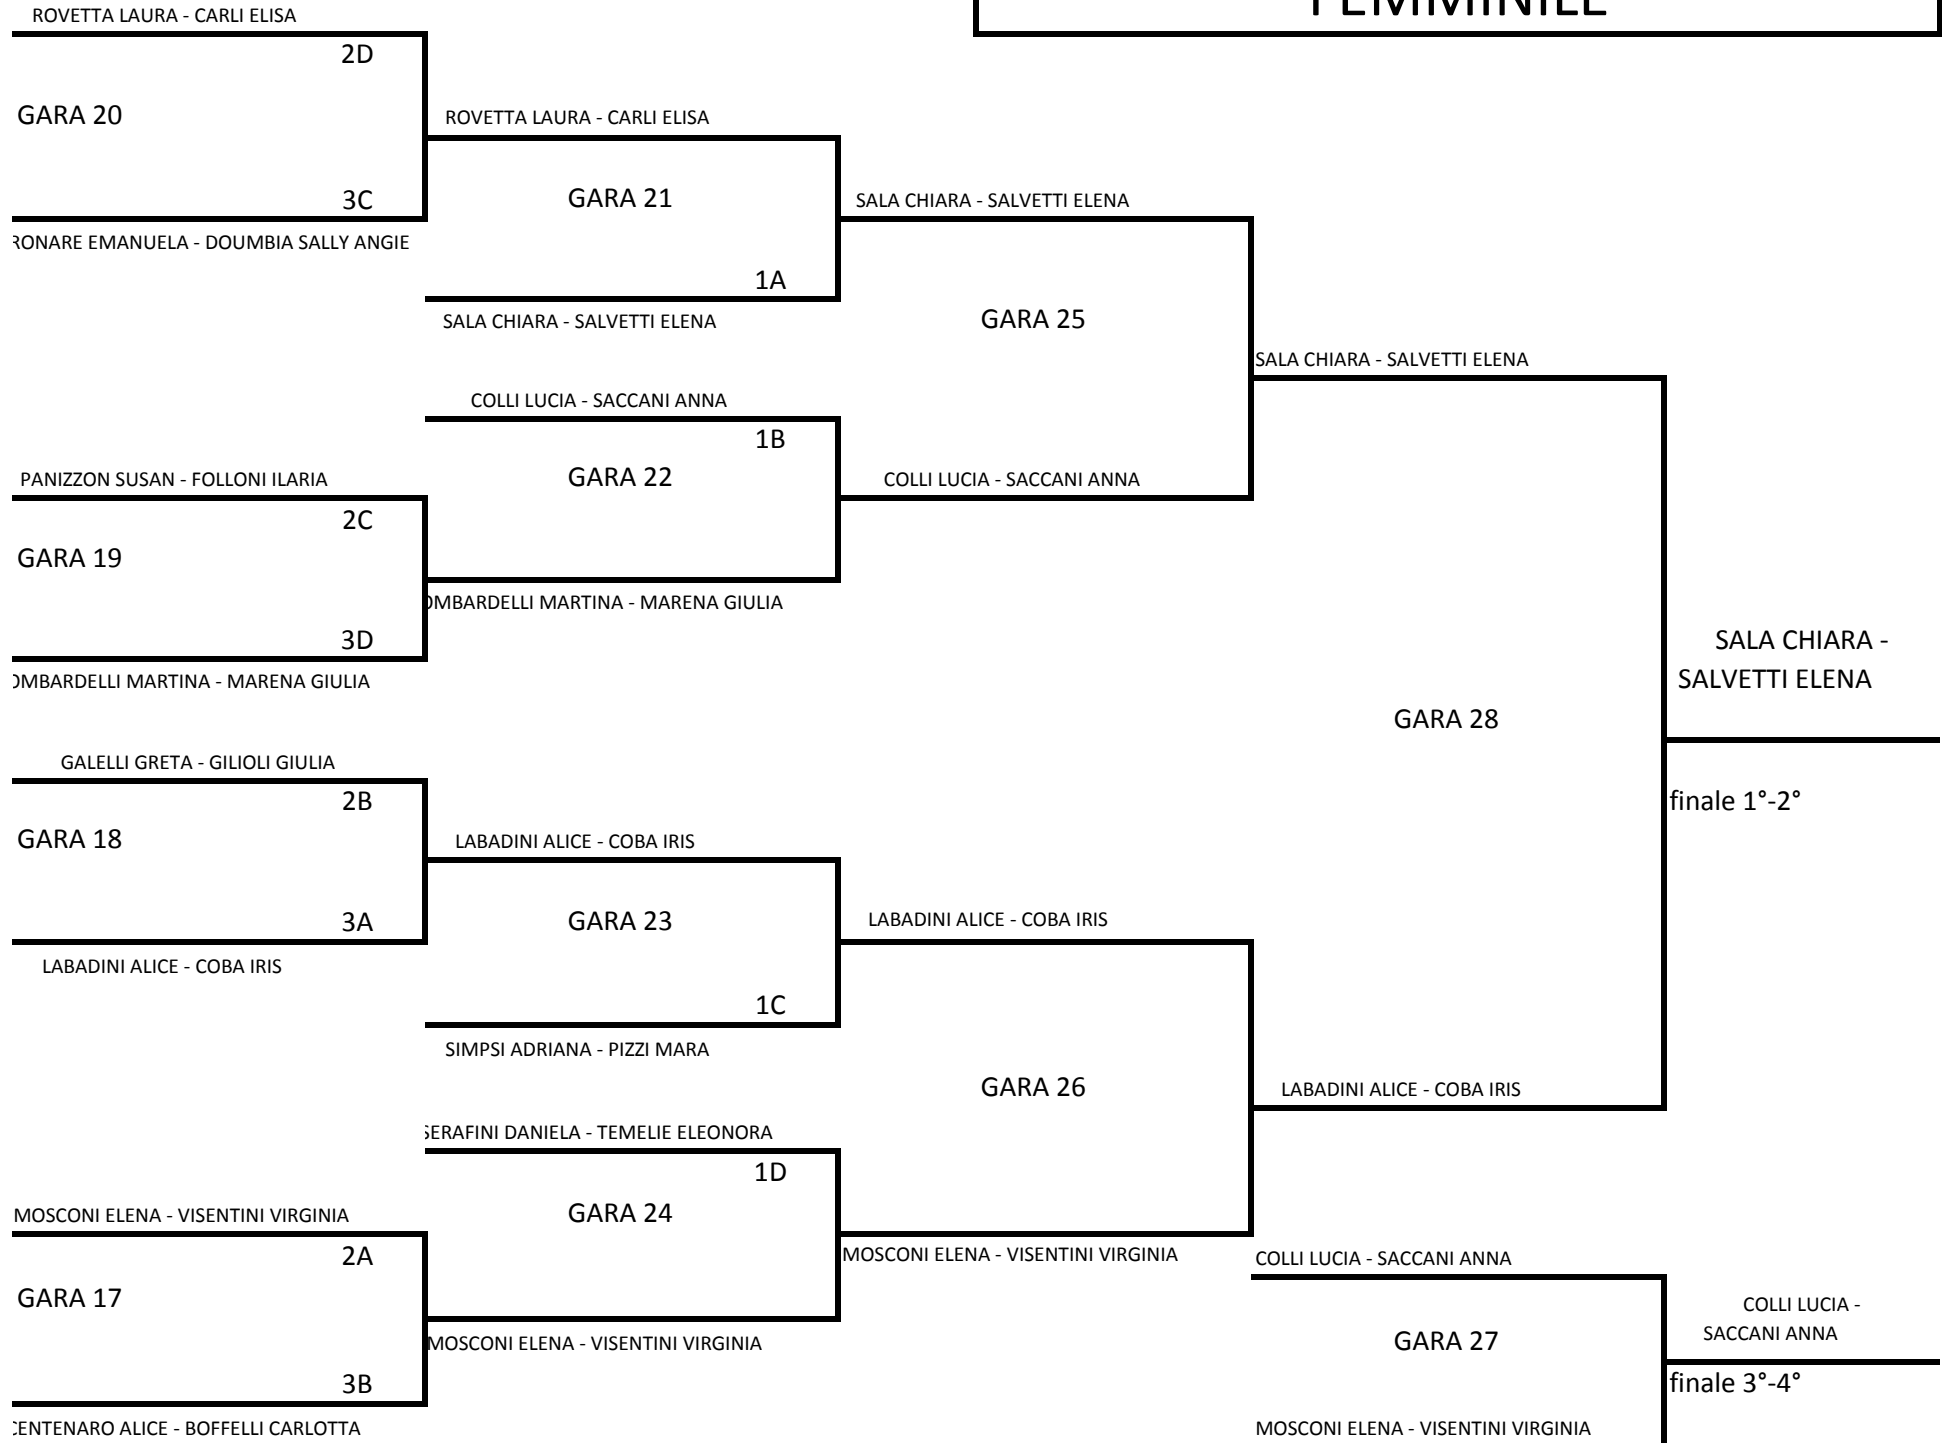 ROVETTA LAURA - CARLI ELISA
FEMMINILE
2D
GARA 20
ROVETTA LAURA - CARLI ELISA
3C
GARA 21
SALA CHIARA - SALVETTI ELENA
RONARE EMANUELA - DOUMBIA SALLY ANGIE
1A
SALA CHIARA - SALVETTI ELENA
GARA 25
SALA CHIARA - SALVETTI ELENA
COLLI LUCIA - SACCANI ANNA
1B
PANIZZON SUSAN - FOLLONI ILARIA
GARA 22
COLLI LUCIA - SACCANI ANNA
2C
GARA 19
OMBARDELLI MARTINA - MARENA GIULIA
3D
SALA CHIARA -
SALVETTI ELENA
OMBARDELLI MARTINA - MARENA GIULIA
GARA 28
GALELLI GRETA - GILIOLI GIULIA
2B
finale 1°-2°
GARA 18
LABADINI ALICE - COBA IRIS
3A
GARA 23
LABADINI ALICE - COBA IRIS
LABADINI ALICE - COBA IRIS
1C
SIMPSI ADRIANA - PIZZI MARA
GARA 26
LABADINI ALICE - COBA IRIS
SERAFINI DANIELA - TEMELIE ELEONORA
1D
MOSCONI ELENA - VISENTINI VIRGINIA
GARA 24
2A
MOSCONI ELENA - VISENTINI VIRGINIA
COLLI LUCIA - SACCANI ANNA
GARA 17
COLLI LUCIA -
SACCANI ANNA
MOSCONI ELENA - VISENTINI VIRGINIA
GARA 27
3B
finale 3°-4°
CENTENARO ALICE - BOFFELLI CARLOTTA
MOSCONI ELENA - VISENTINI VIRGINIA